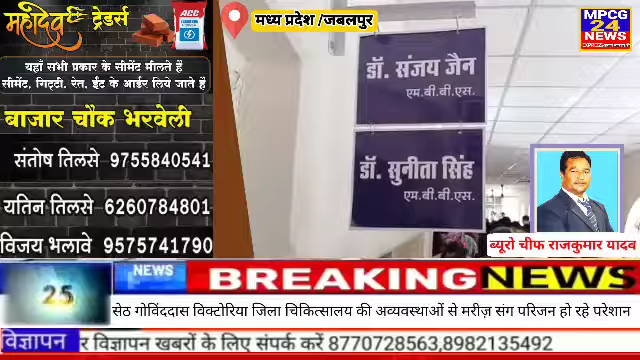 महादेव ट्रेडर्स
ACC
यहाँ सभी प्रकार के सीमेंट मीलते हैं
सीमेंट, गिट्टी, रेत, ईंट के आर्डर लिये जाते हैं
बाजार चौक भरवेली
संतोष तिलसे 9755840541
यतिन तिलसे 6260784801
विजय भलावे 9575741790
मध्य प्रदेश /जबलपुर
MPCG
24
NEWS
डॉ. संजय जैन
एम.बी.बी.एस.
डॉ. सुनीता सिंह
एम.बी.बी.एस.
ब्यूरो चीफ राजकुमार यादव
NEWS
BREAKING NEWS
25
सेठ गोविंददास विक्टोरिया जिला चिकित्सालय की अव्यवस्थाओं से मरीज़ संग परिजन हो रहे परेशान
विज्ञापन र विज्ञापन खबरों के लिए संपर्क करें 8770728563,8982135492